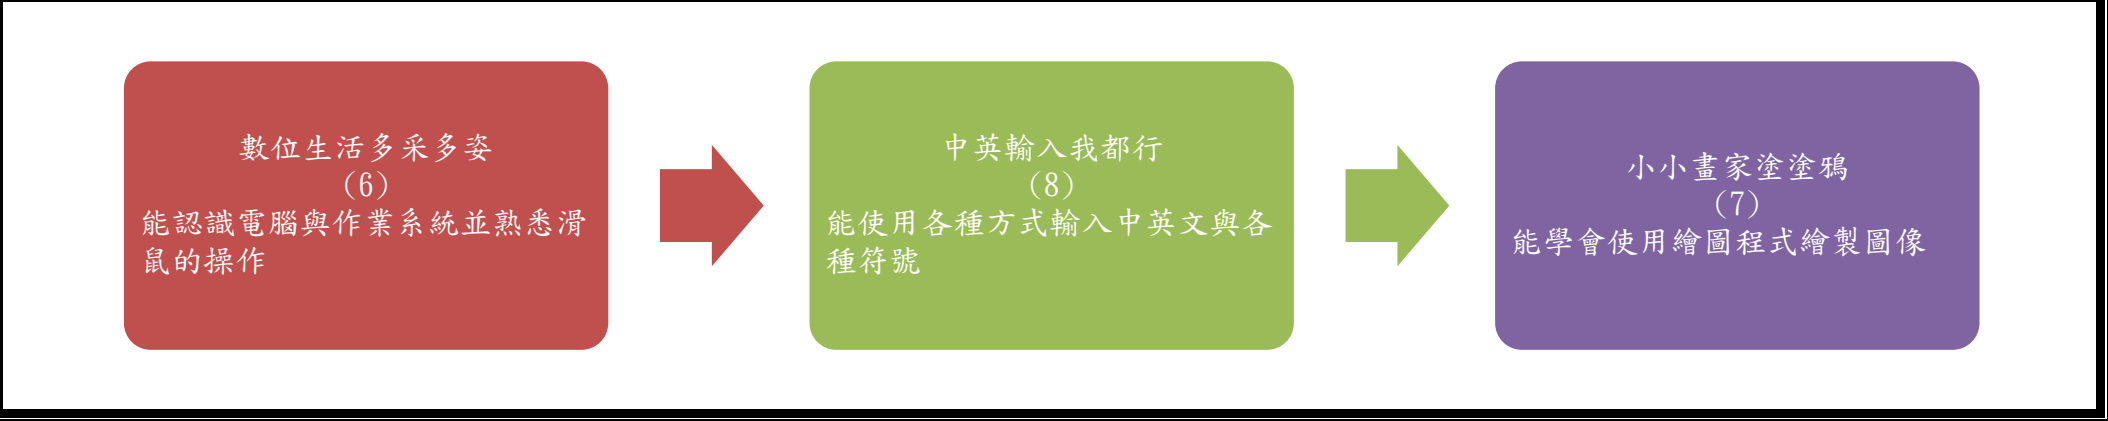 數位生活多采多姿
(6)
能認識電腦與作業系統並熟悉滑
鼠的操作
中英輸入我都行
(8)
能使用各種方式輸入中英文與各
種符號
小小畫家塗塗鴉
(7)
能學會使用繪圖程式繪製圖像